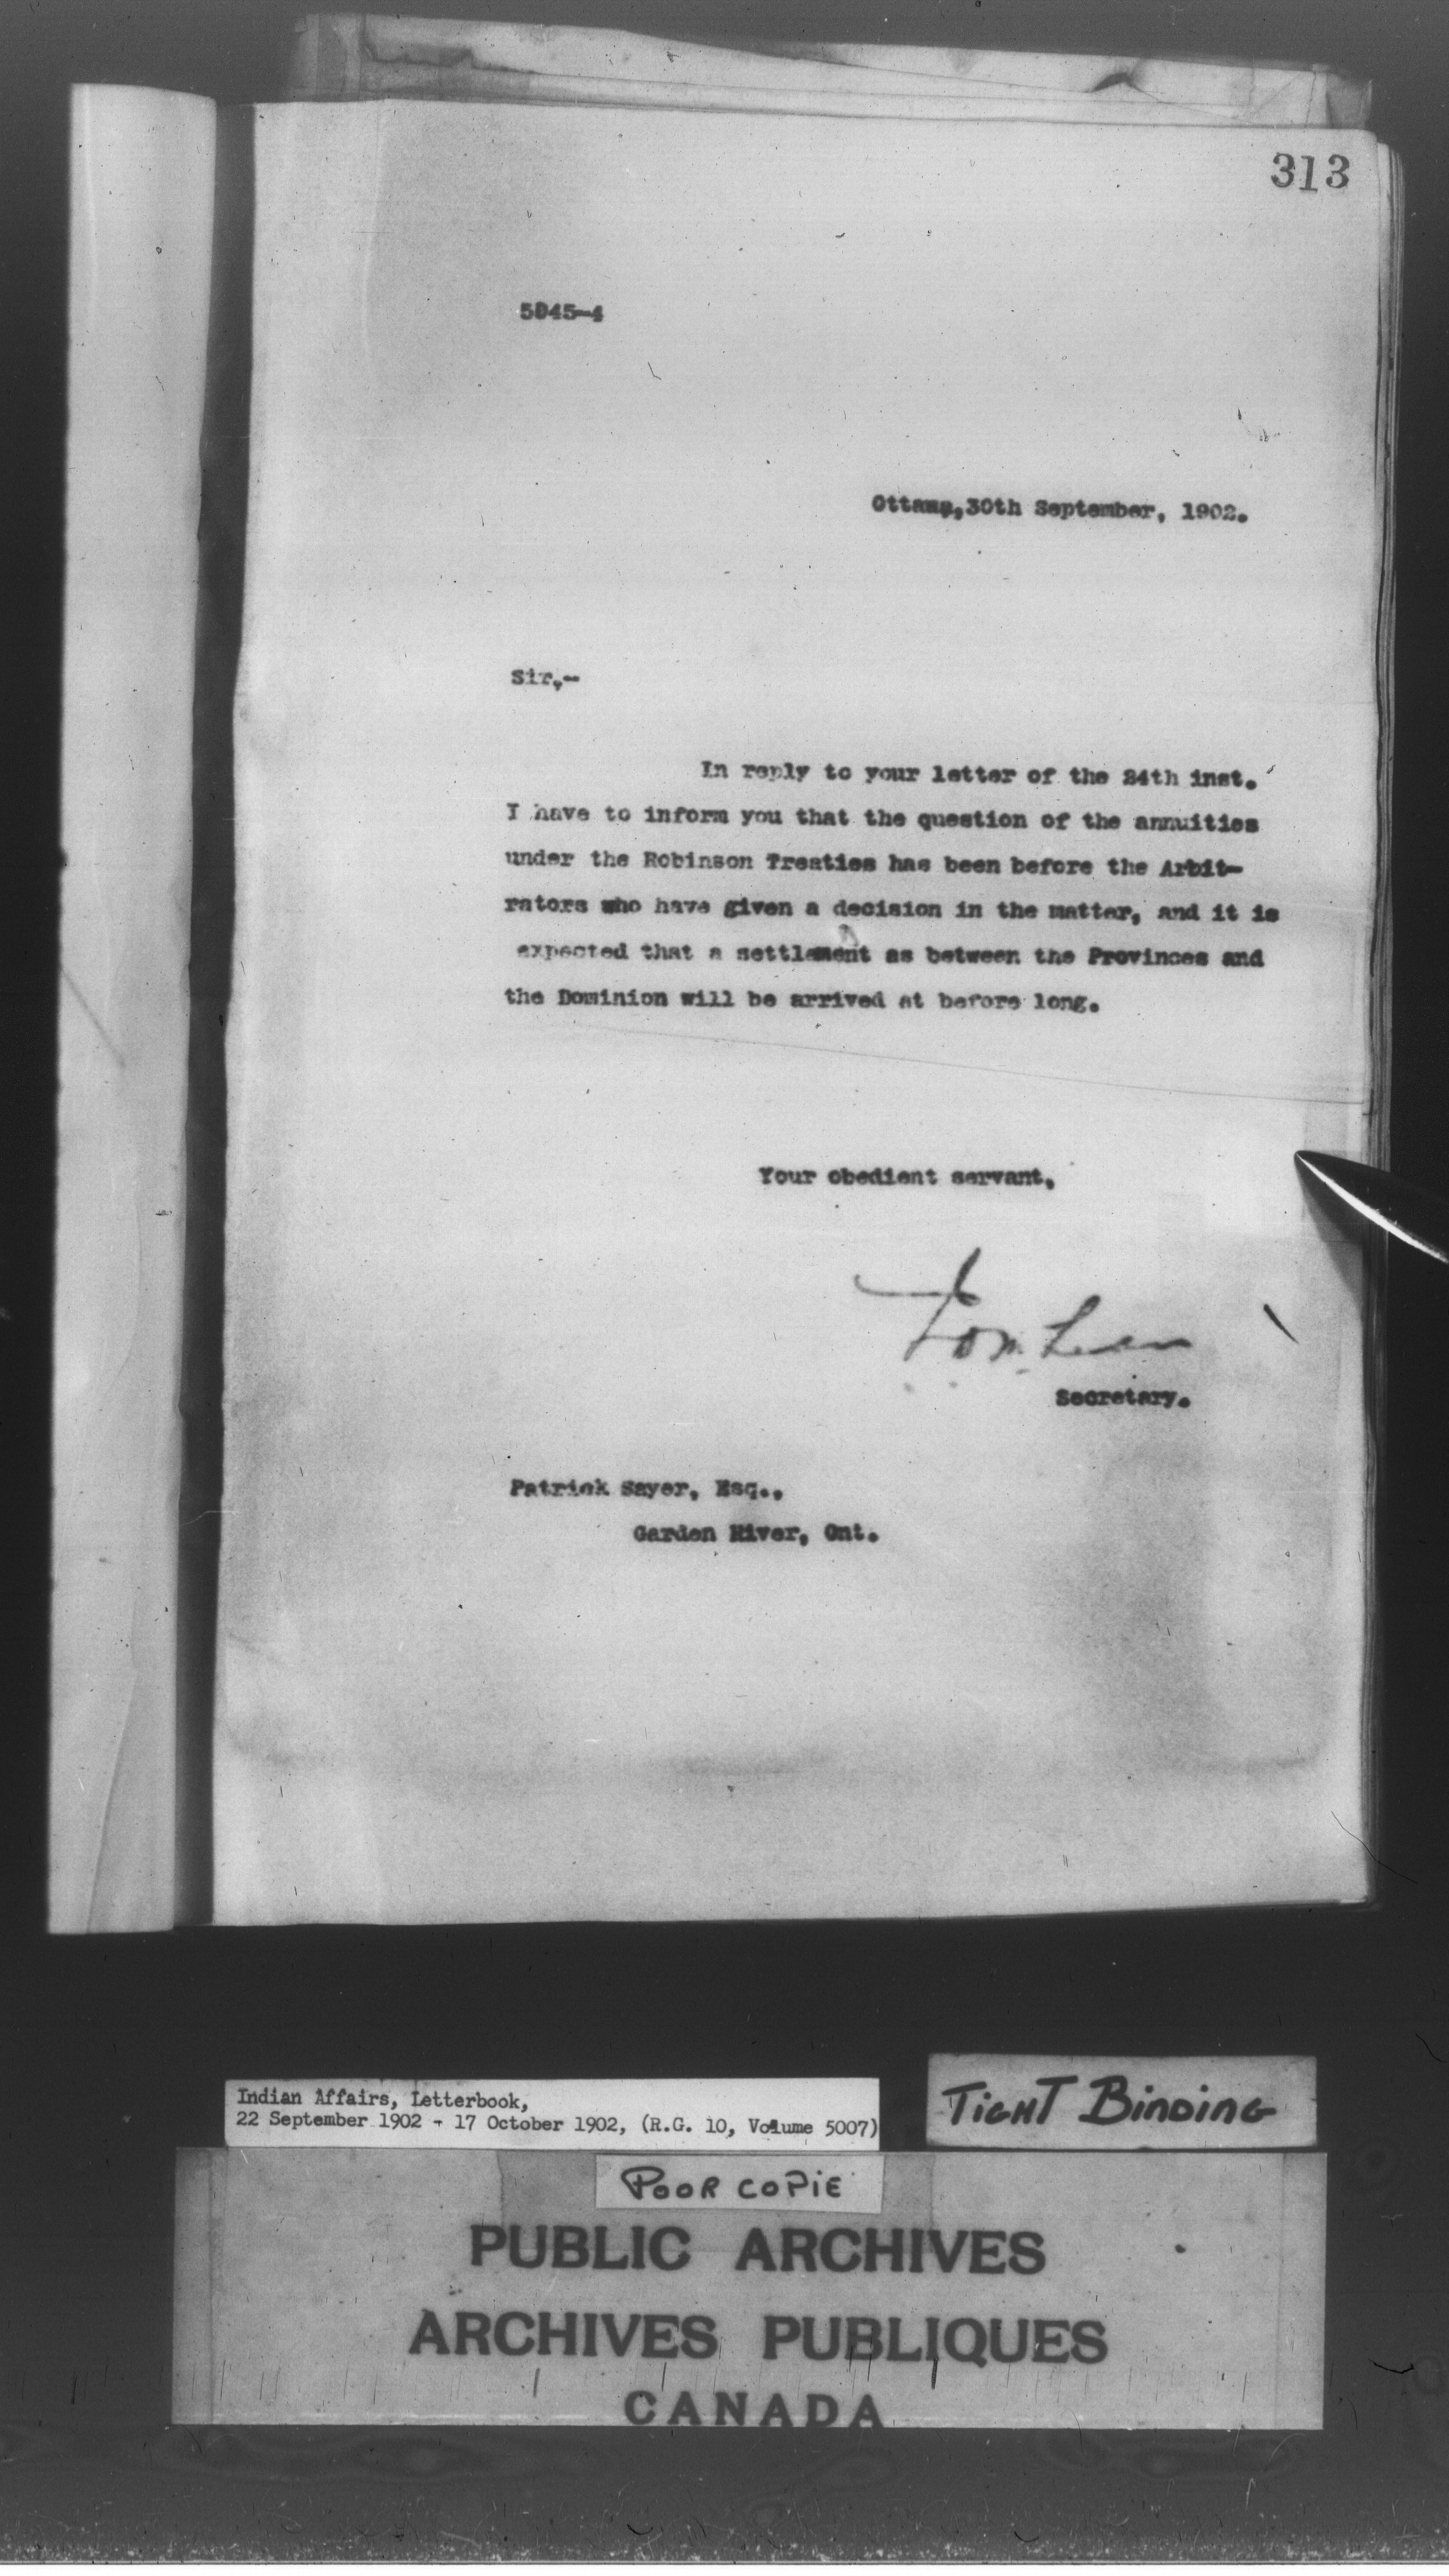 313
5945-4
Ottawa, 30th September, 1902.
Sir,-
In reply to your letter of the 24th inst.
I have to inform you that the question of the annuities
under the Robinson Treaties has been before the Arbit-
rators who have given a decision in the matter, and it is
expected that a settlement as between the Provinces and
the Dominion will be arrived at before long.
Your obedient servant,
Secretary.
Patrick Sayer, Esq.,
Garden River, Ont.
Indian Affairs, Letterbook,
22 September 1902 - 17 October 1902, (R.G. 10, Volume 5007)
TIGHT BINDING
POOR COPIE
PUBLIC ARCHIVES
ARCHIVES PUBLIQUES
CANADA